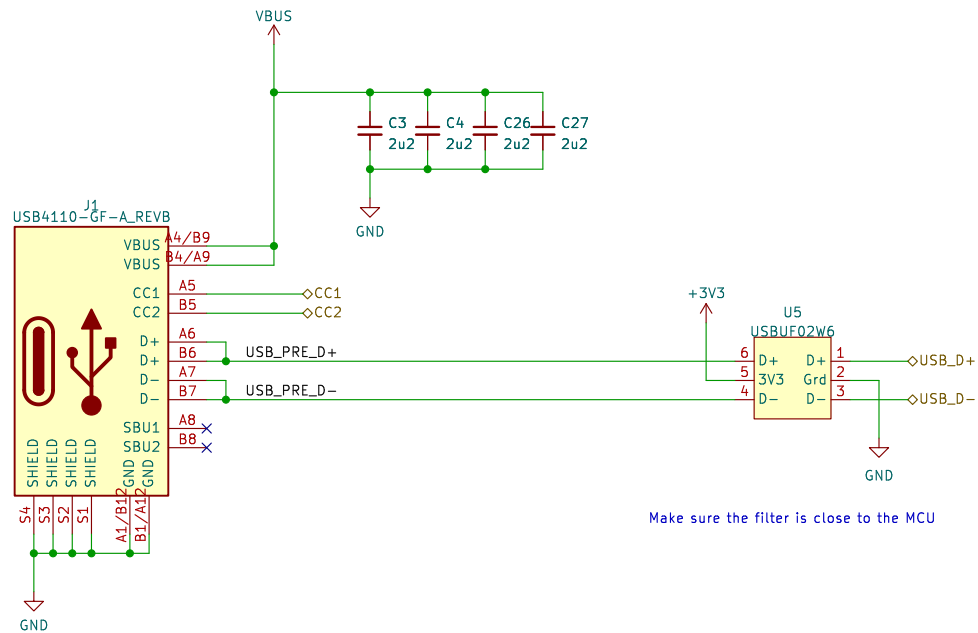 VBUS
C3
2u2
C4
2u2
C26
2u2
C27
2u2
GND
J1
USB4110-GF-A_REVB
VBUS A4/B9
VBUS B4/A9
CC1 A5 CC1
CC2 B5 CC2
D+ A6
D+ B6 USB_PRE_D+
D- A7
D- B7 USB_PRE_D-
SBU1 A8
SBU2 B8
SHIELD S4
SHIELD S3
SHIELD S2
SHIELD S1
GND A1/B12
GND B1/A12
GND
+3V3
U5
USBUF02W6
6 D+ D+ 1 USB_D+
5 3V3 Grd 2
4 D- D- 3 USB_D-
GND
Make sure the filter is close to the MCU